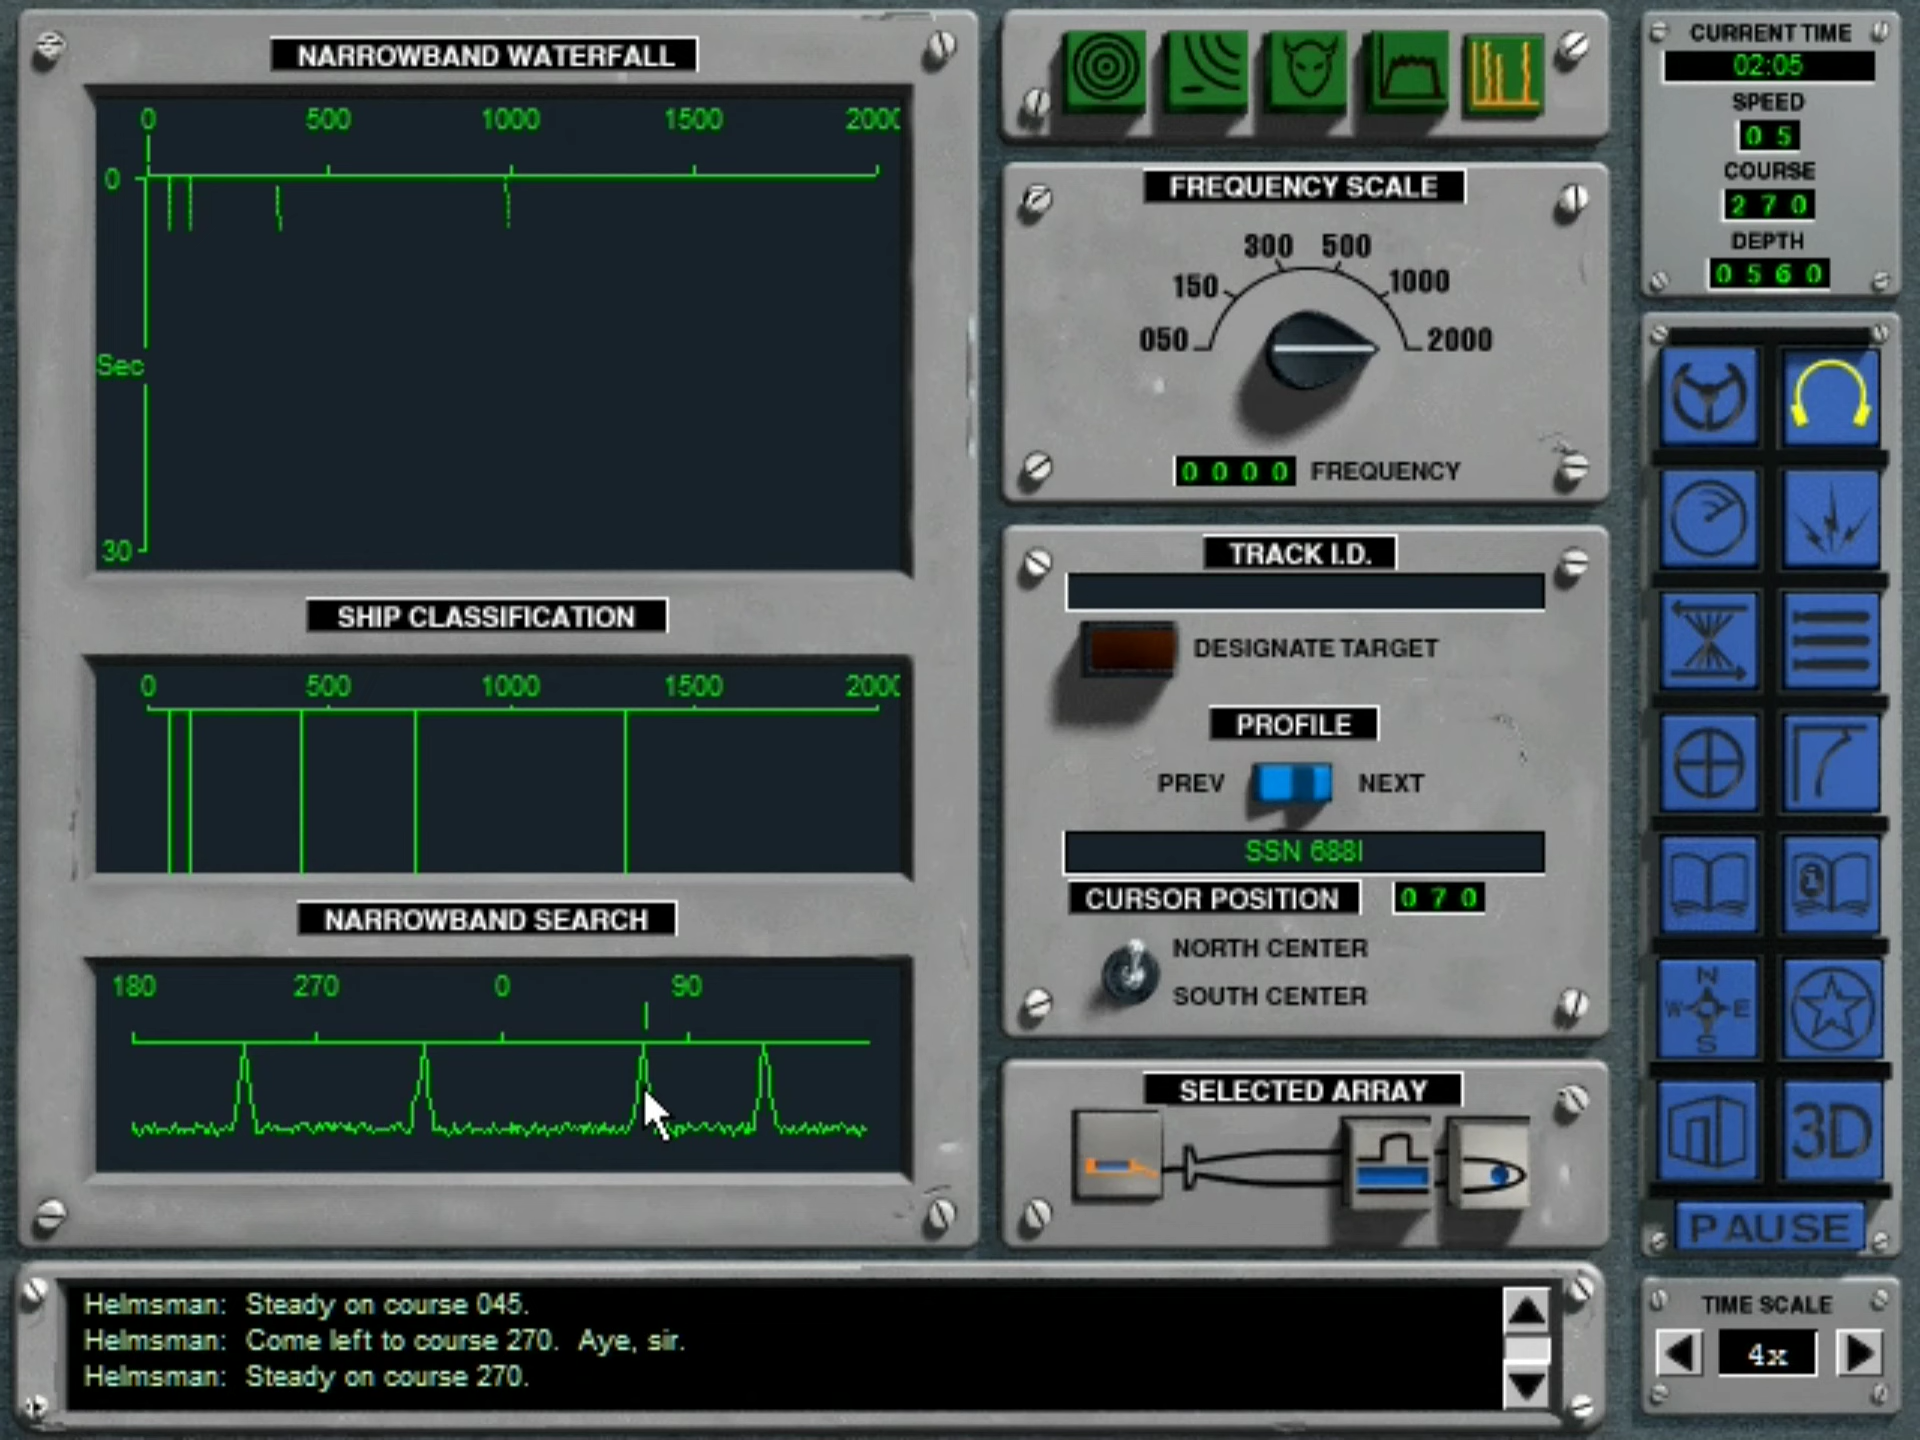 NARROWBAND WATERFALL
0 500 1000 1500 2000
0
Sec
30
SHIP CLASSIFICATION
0 500 1000 1500 2000
NARROWBAND SEARCH
180 270 0 90
FREQUENCY SCALE
050 150 300 500 1000 2000
0000 FREQUENCY
TRACK I.D.
DESIGNATE TARGET
PROFILE
PREV NEXT
SSN 688I
CURSOR POSITION 070
NORTH CENTER
SOUTH CENTER
SELECTED ARRAY
CURRENT TIME
02:05
SPEED
05
COURSE
270
DEPTH
0560
N
W E
S
3D
PAUSE
TIME SCALE
4x
Helmsman: Steady on course 045.
Helmsman: Come left to course 270. Aye, sir.
Helmsman: Steady on course 270.